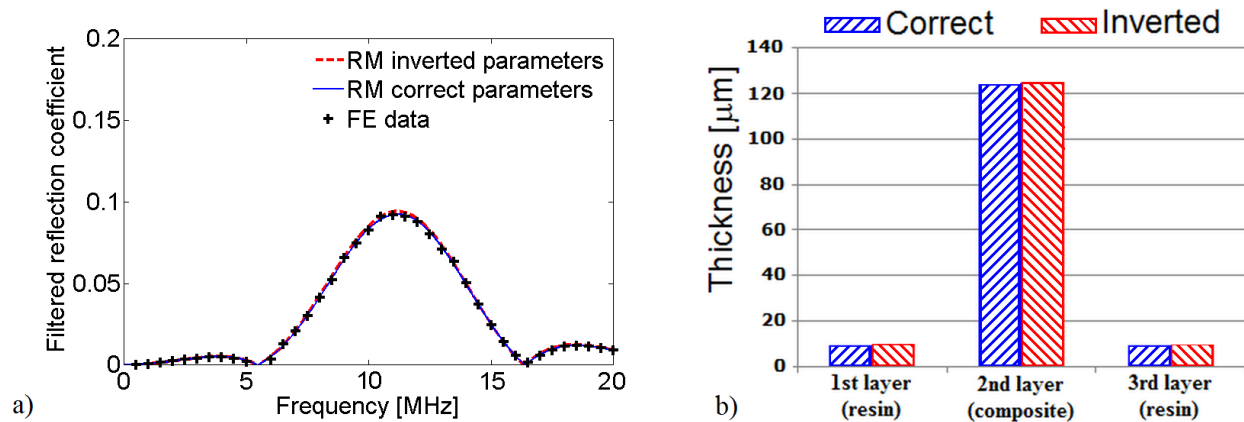 0.2
0.15
0.1
0.05
0
Filtered reflection coefficient
RM inverted parameters
RM correct parameters
FE data
0 5 10 15 20
Frequency [MHz]
a)
Correct Inverted
140
120
100
80
60
40
20
0
Thickness [μm]
1st layer 2nd layer 3rd layer
(resin) (composite) (resin)
b)